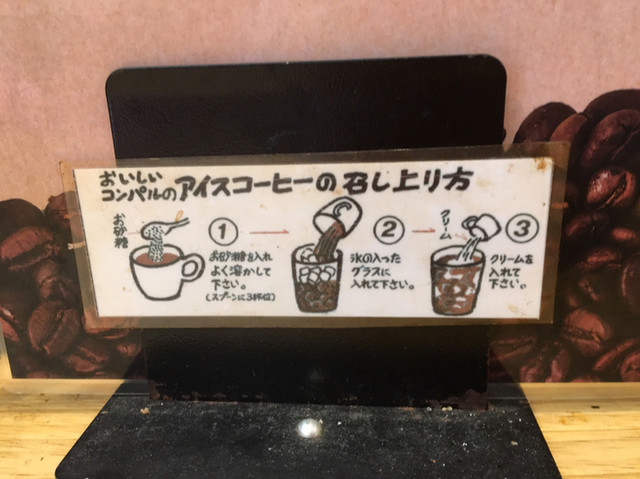 おいしい
コンパルのアイスコーヒーの召し上り方
お砂糖
①
お砂糖を入れ
よく溶かして
下さい。
(スプーンに3杯位)
②
氷の入った
グラスに
入れて下さい。
クリーム
③
クリームを
入れて
下さい。